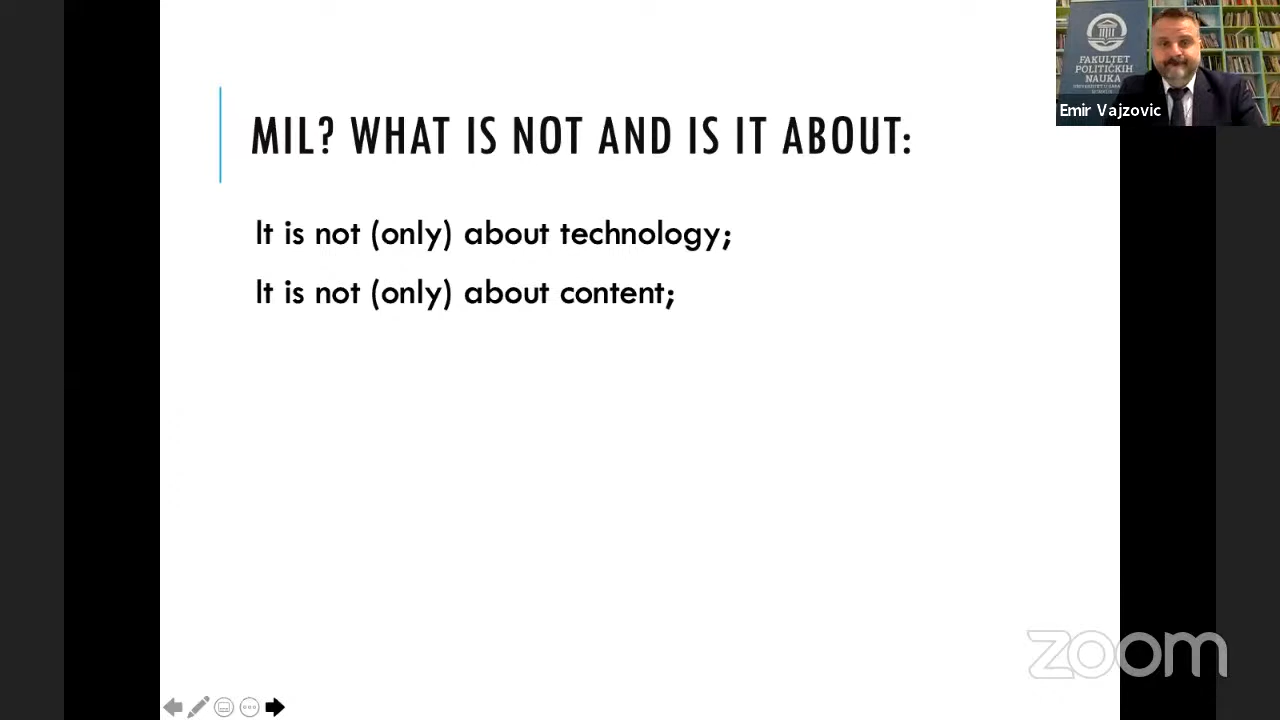 FAKULTET
POLITIČKIH
NAUKA
Emir Vajzovic
MIL? WHAT IS NOT AND IS IT ABOUT:
It is not (only) about technology;
It is not (only) about content;
zoom